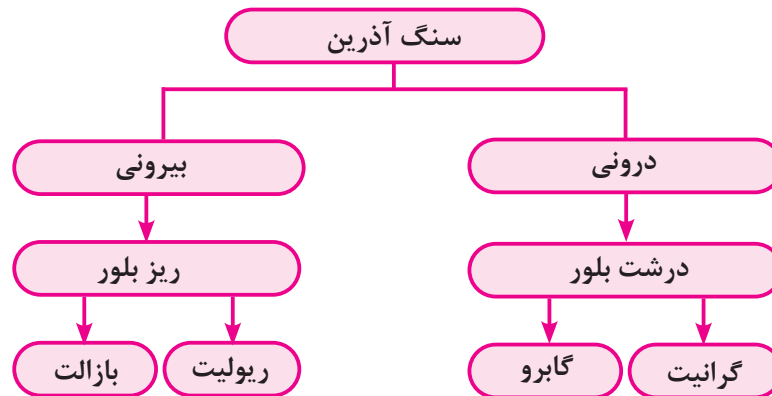 سنگ آذرین
درونی
بیرونی
درشت بلور
ریز بلور
گرانیت
گابرو
ریولیت
بازالت